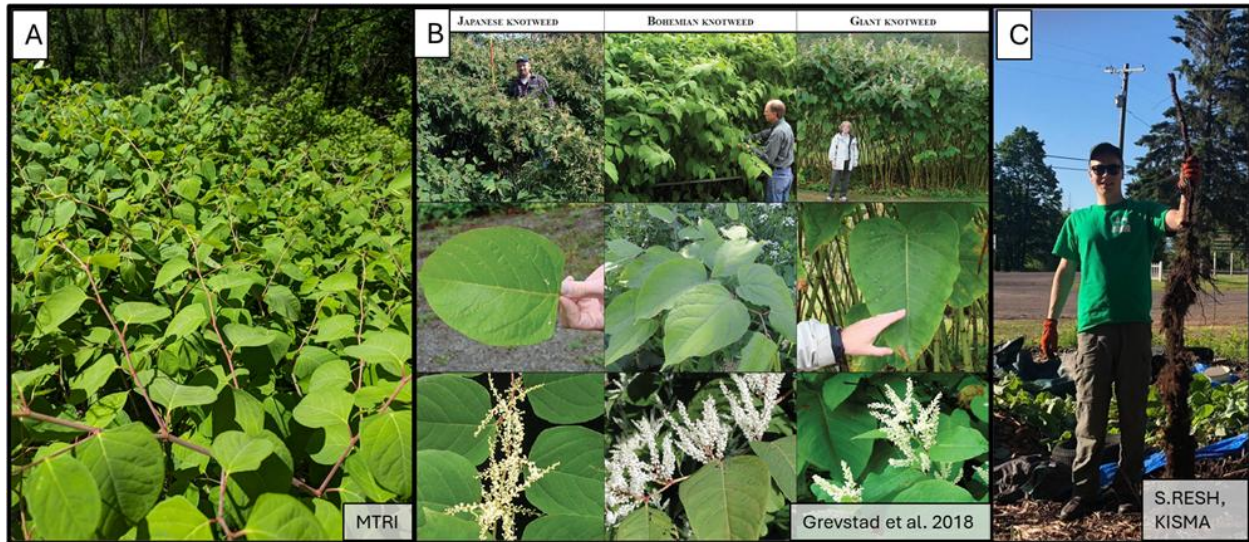 A
MTRI
B
JAPANESE KNOTWEED
BOHEMIAN KNOTWEED
GIANT KNOTWEED
Grevstad et al. 2018
C
S.RESH,
KISMA